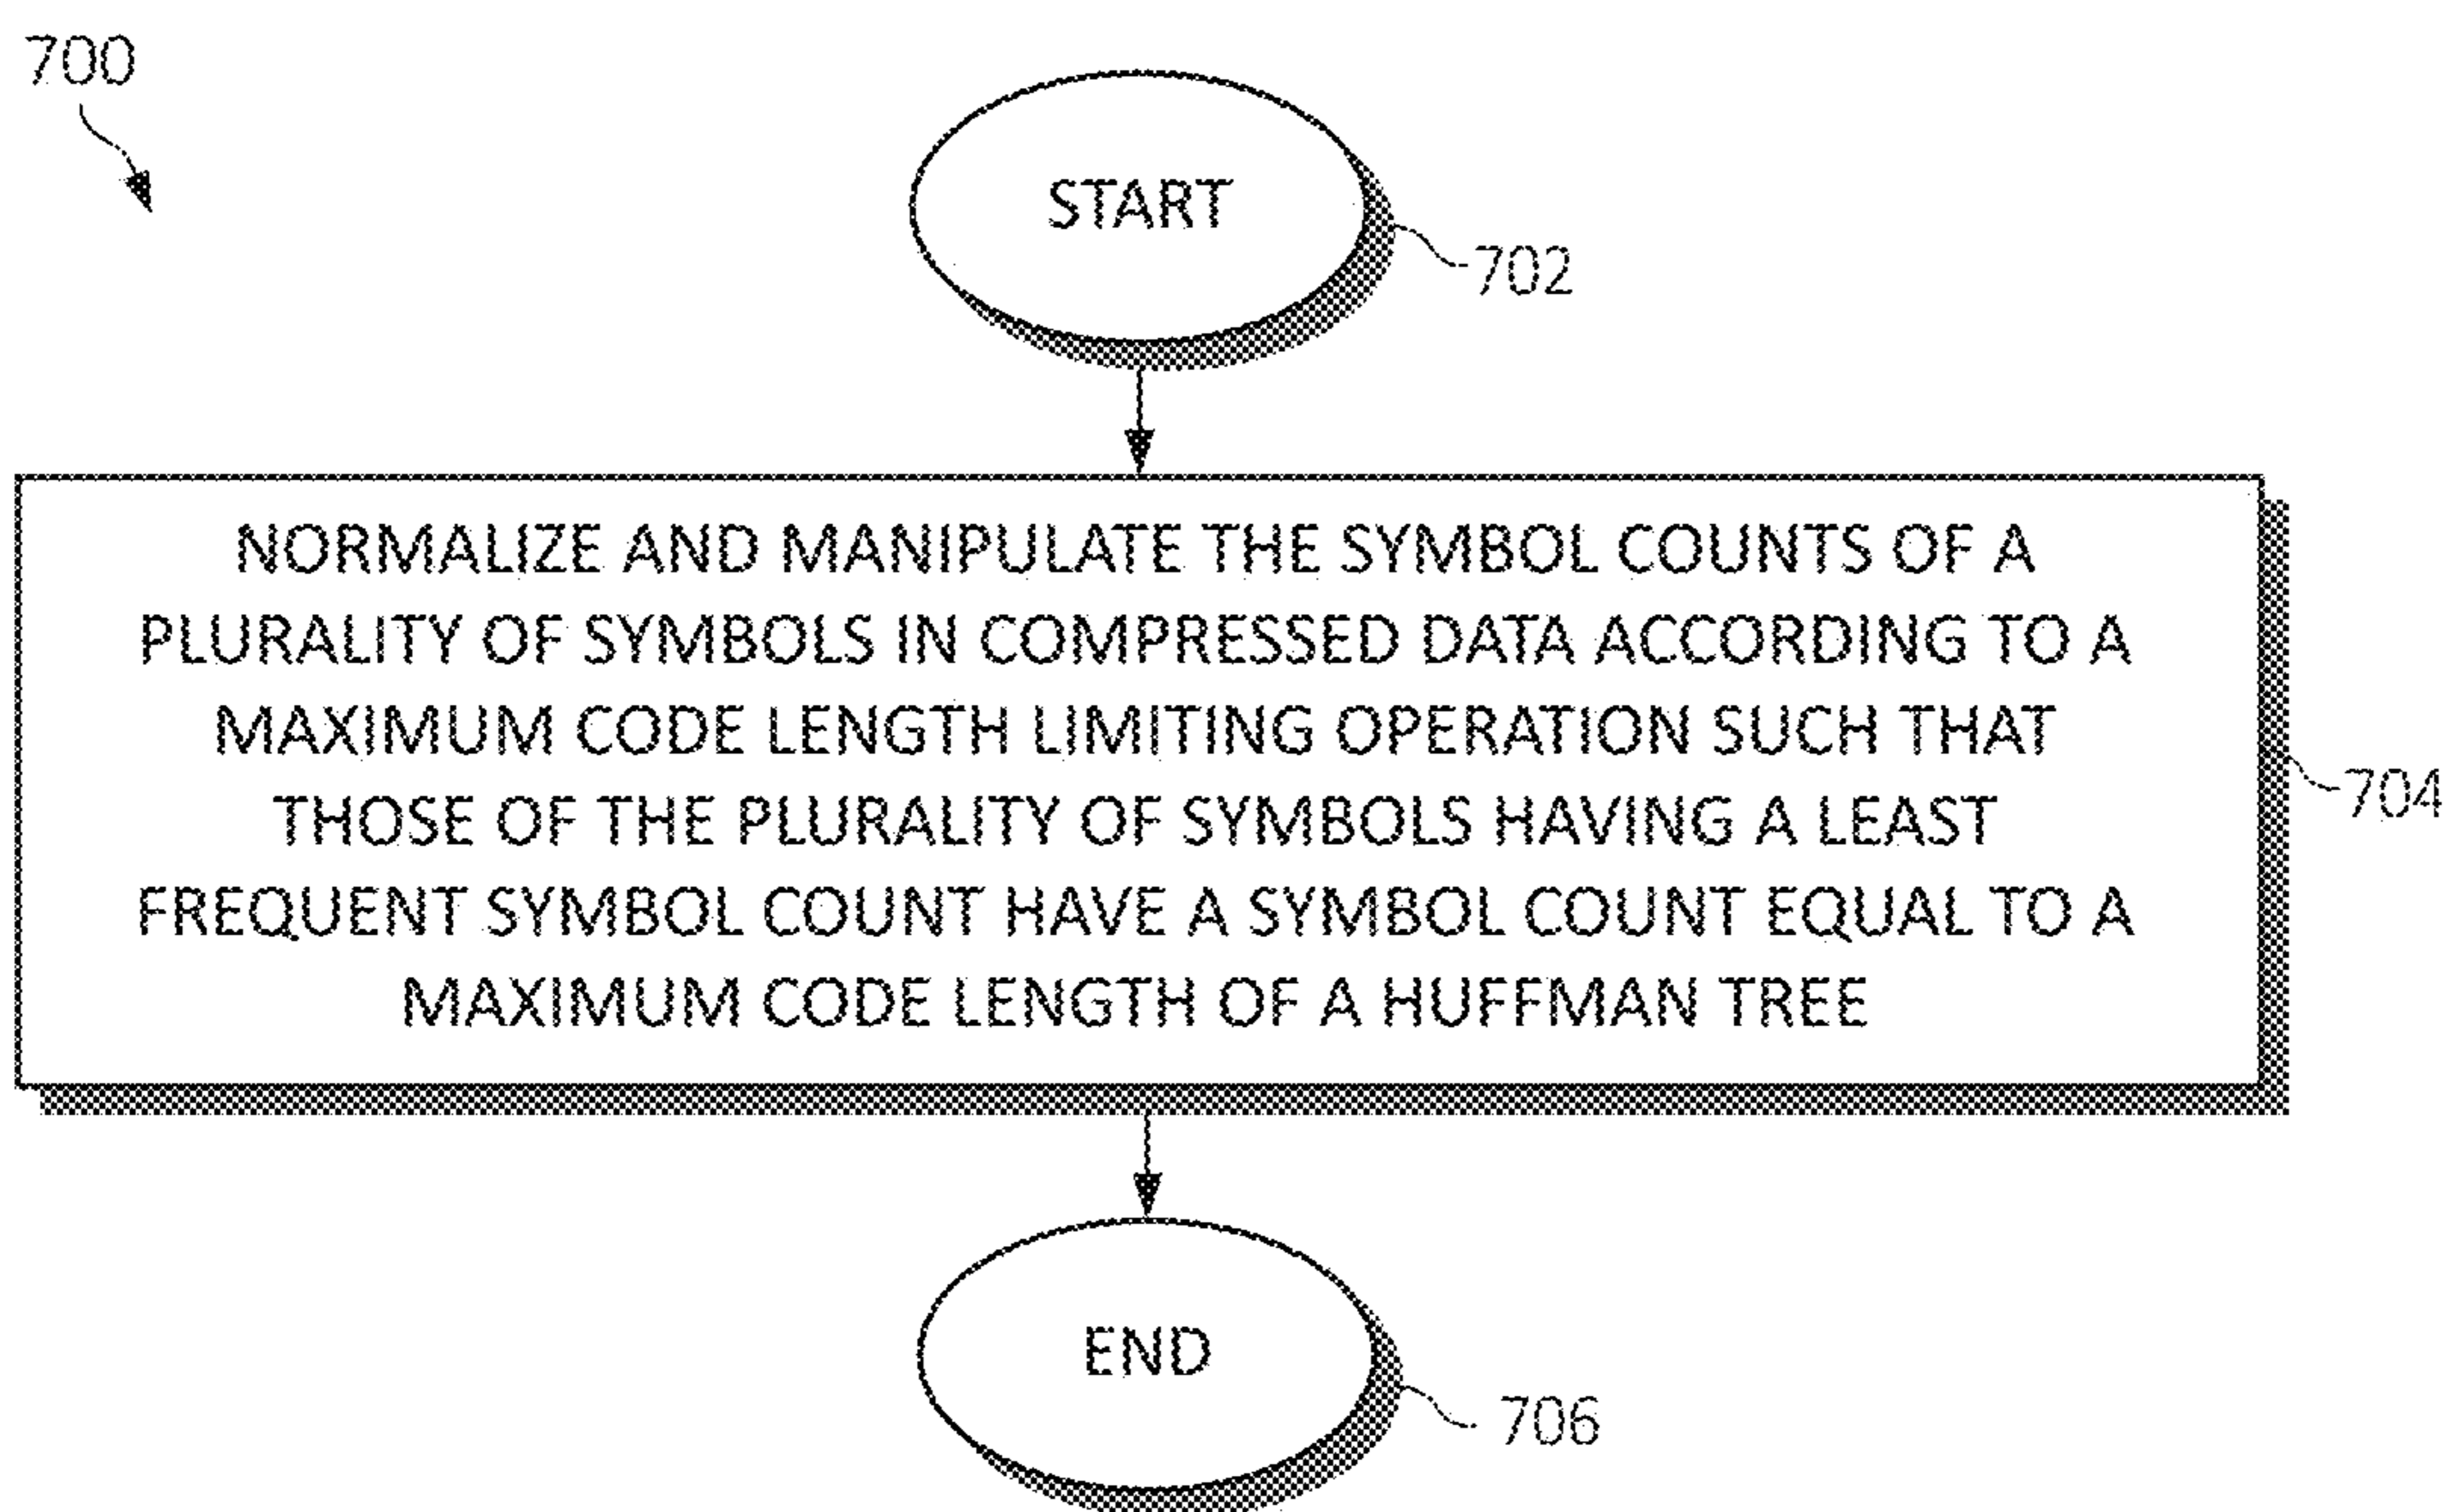 700
START
702
NORMALIZE AND MANIPULATE THE SYMBOL COUNTS OF A
PLURALITY OF SYMBOLS IN COMPRESSED DATA ACCORDING TO A
MAXIMUM CODE LENGTH LIMITING OPERATION SUCH THAT
THOSE OF THE PLURALITY OF SYMBOLS HAVING A LEAST
FREQUENT SYMBOL COUNT HAVE A SYMBOL COUNT EQUAL TO A
MAXIMUM CODE LENGTH OF A HUFFMAN TREE
704
END
706